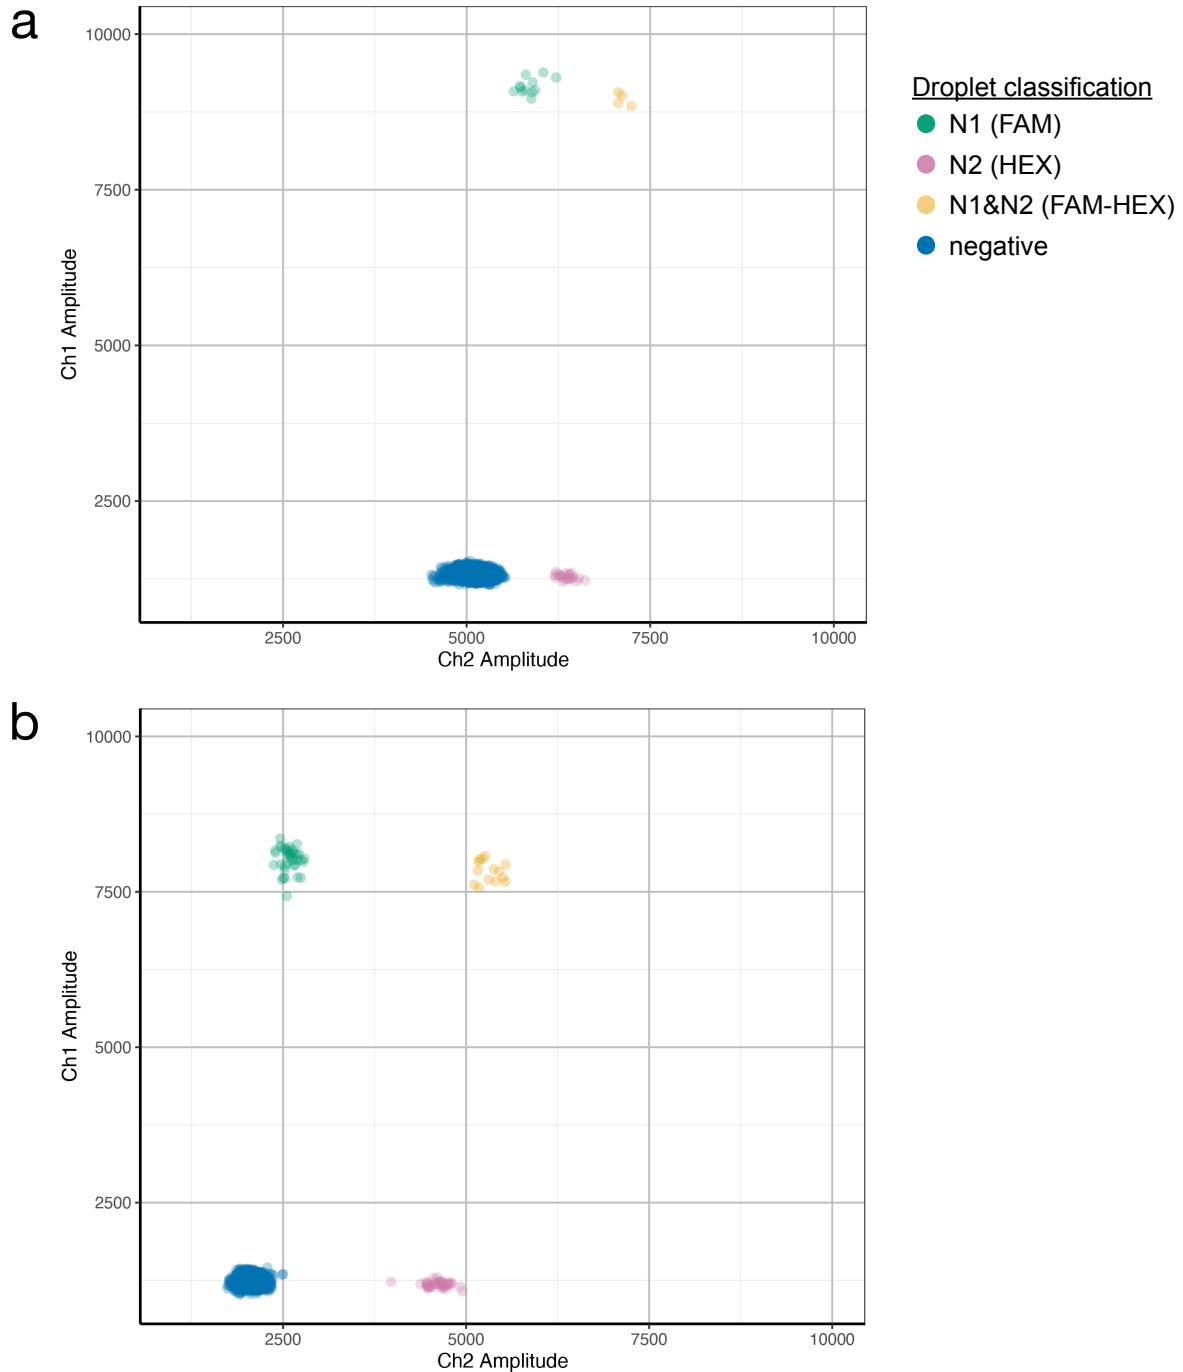 a
10000
7500
5000
2500
Ch1 Amplitude
2500 5000 7500 10000
Ch2 Amplitude
Droplet classification
N1 (FAM)
N2 (HEX)
N1&N2 (FAM-HEX)
negative
b
10000
7500
5000
2500
Ch1 Amplitude
2500 5000 7500 10000
Ch2 Amplitude